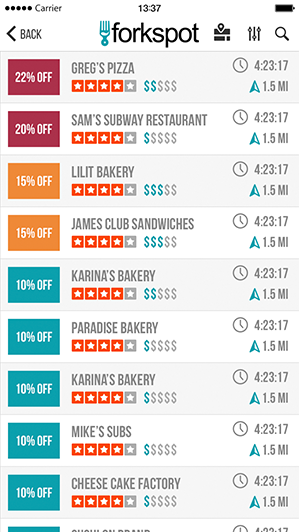 Carrier 13:37
BACK forkspot
22% OFF GREG'S PIZZA 4:23:17
$$$$$ 1.5 MI
20% OFF SAM'S SUBWAY RESTAURANT 4:23:17
$$$$$ 1.5 MI
15% OFF LILIT BAKERY 4:23:17
$$$$$ 1.5 MI
15% OFF JAMES CLUB SANDWICHES 4:23:17
$$$$$ 1.5 MI
10% OFF KARINA'S BAKERY 4:23:17
$$$$$ 1.5 MI
10% OFF PARADISE BAKERY 4:23:17
$$$$$ 1.5 MI
10% OFF KARINA'S BAKERY 4:23:17
$$$$$ 1.5 MI
10% OFF MIKE'S SUBS 4:23:17
$$$$$ 1.5 MI
10% OFF CHEESE CAKE FACTORY 4:23:17
$$$$$ 1.5 MI